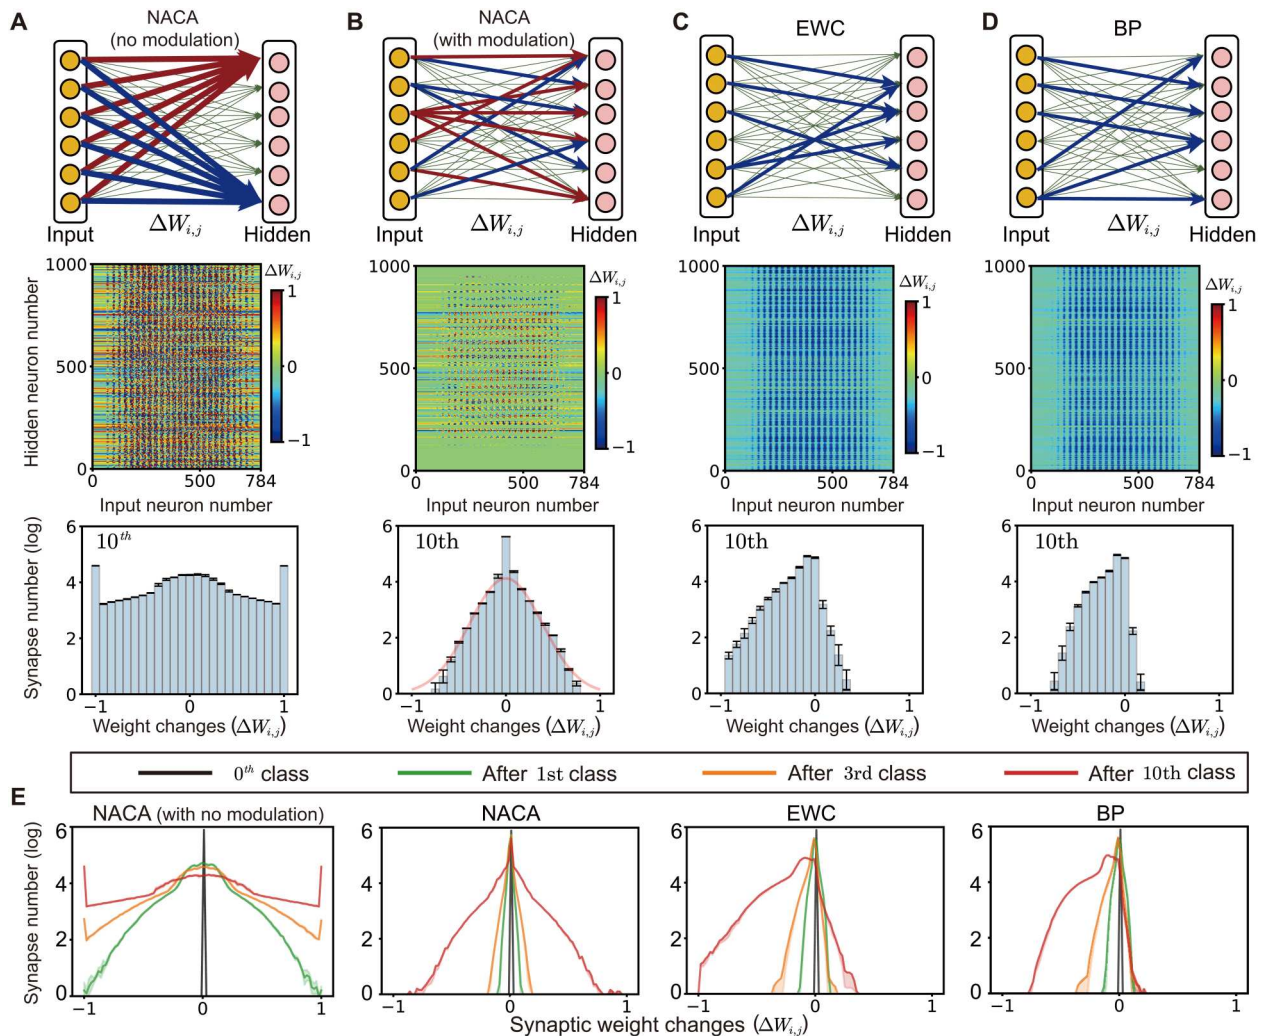 A
NACA
(no modulation)
Input
ΔW_{i,j}
Hidden
B
NACA
(with modulation)
Input
ΔW_{i,j}
Hidden
C
EWC
Input
ΔW_{i,j}
Hidden
D
BP
Input
ΔW_{i,j}
Hidden
Hidden neuron number
1000
500
0
0
500
784
Input neuron number
ΔW_{i,j}
1
0
−1
1000
500
0
0
500
784
Input neuron number
ΔW_{i,j}
1
0
−1
1000
500
0
0
500
784
Input neuron number
ΔW_{i,j}
1
0
−1
1000
500
0
0
500
784
Input neuron number
ΔW_{i,j}
1
0
−1
Synapse number (log)
6
4
2
0
10^{th}
−1
0
1
Weight changes (ΔW_{i,j})
6
4
2
0
10th
−1
0
1
Weight changes (ΔW_{i,j})
6
4
2
0
10th
−1
0
1
Weight changes (ΔW_{i,j})
6
4
2
0
10th
−1
0
1
Weight changes (ΔW_{i,j})
0^{th} class
After 1st class
After 3rd class
After 10th class
E
NACA (with no modulation)
Synapse number (log)
6
4
2
0
−1
0
1
NACA
6
4
2
0
−1
0
1
EWC
6
4
2
0
−1
0
1
BP
6
4
2
0
−1
0
1
Synaptic weight changes (ΔW_{i,j})